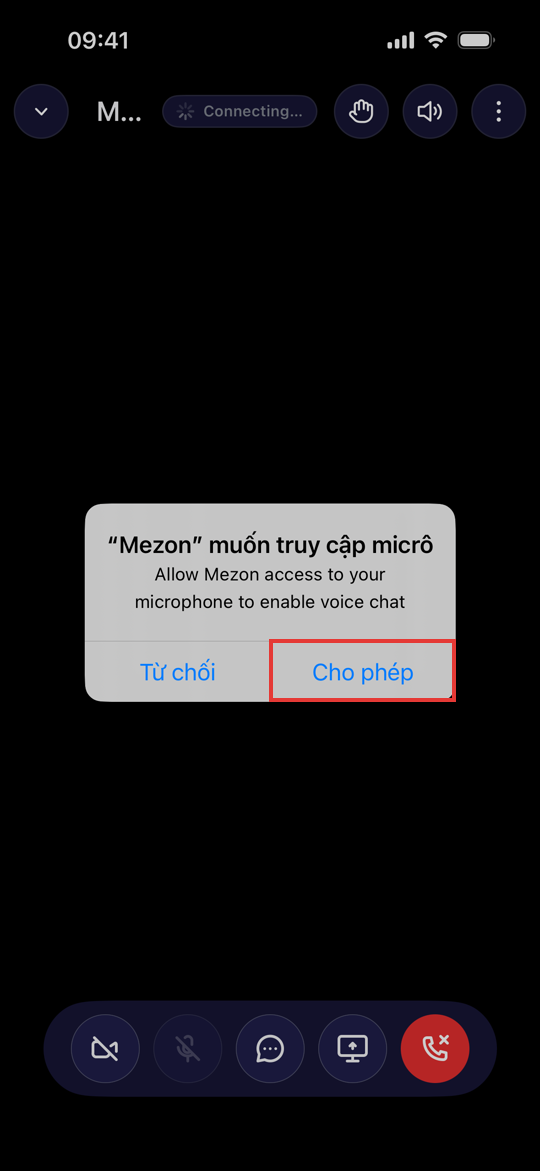 09:41
M...
Connecting...
“Mezon” muốn truy cập micrô
Allow Mezon access to your
microphone to enable voice chat
Từ chối
Cho phép